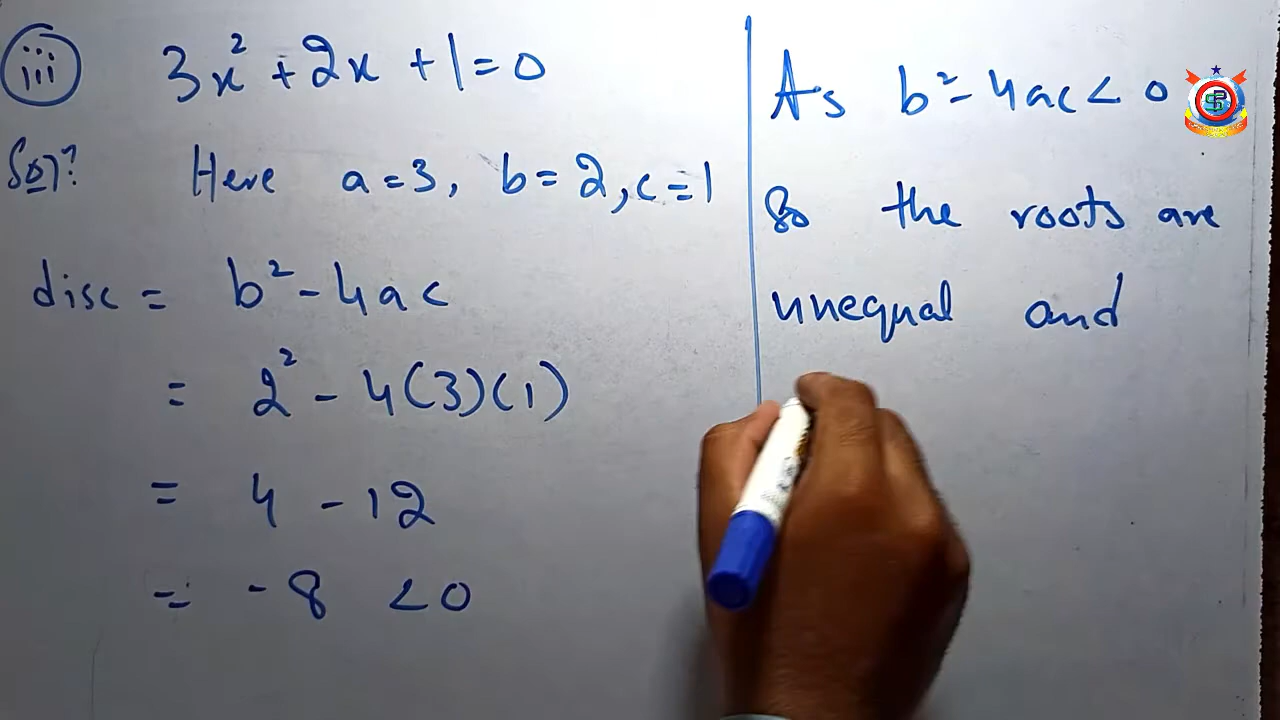 iii 3x² + 2x + 1 = 0
Sol: Here a = 3, b = 2, c = 1
disc = b² - 4ac
= 2² - 4(3)(1)
= 4 - 12
= -8 < 0
As b² - 4ac < 0
So the roots are
unequal and